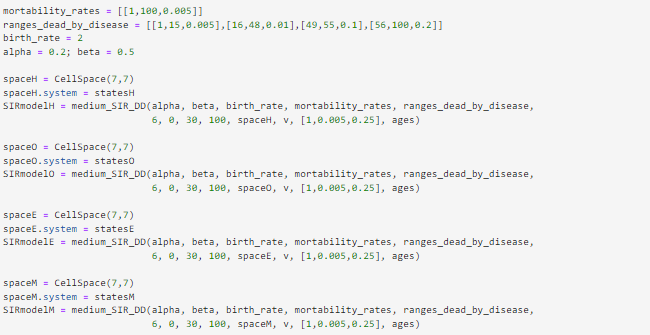 mortability_rates = [[1,100,0.005]]
ranges_dead_by_disease = [[1,15,0.005],[16,48,0.01],[49,55,0.1],[56,100,0.2]]
birth_rate = 2
alpha = 0.2; beta = 0.5
spaceH = CellSpace(7,7)
spaceH.system = statesH
SIRmodelH = medium_SIR_DD(alpha, beta, birth_rate, mortability_rates, ranges_dead_by_disease,
6, 0, 30, 100, spaceH, v, [1,0.005,0.25], ages)
spaceO = CellSpace(7,7)
spaceO.system = statesO
SIRmodelO = medium_SIR_DD(alpha, beta, birth_rate, mortability_rates, ranges_dead_by_disease,
6, 0, 30, 100, spaceO, v, [1,0.005,0.25], ages)
spaceE = CellSpace(7,7)
spaceE.system = statesE
SIRmodelE = medium_SIR_DD(alpha, beta, birth_rate, mortability_rates, ranges_dead_by_disease,
6, 0, 30, 100, spaceE, v, [1,0.005,0.25], ages)
spaceM = CellSpace(7,7)
spaceM.system = statesM
SIRmodelM = medium_SIR_DD(alpha, beta, birth_rate, mortability_rates, ranges_dead_by_disease,
6, 0, 30, 100, spaceM, v, [1,0.005,0.25], ages)